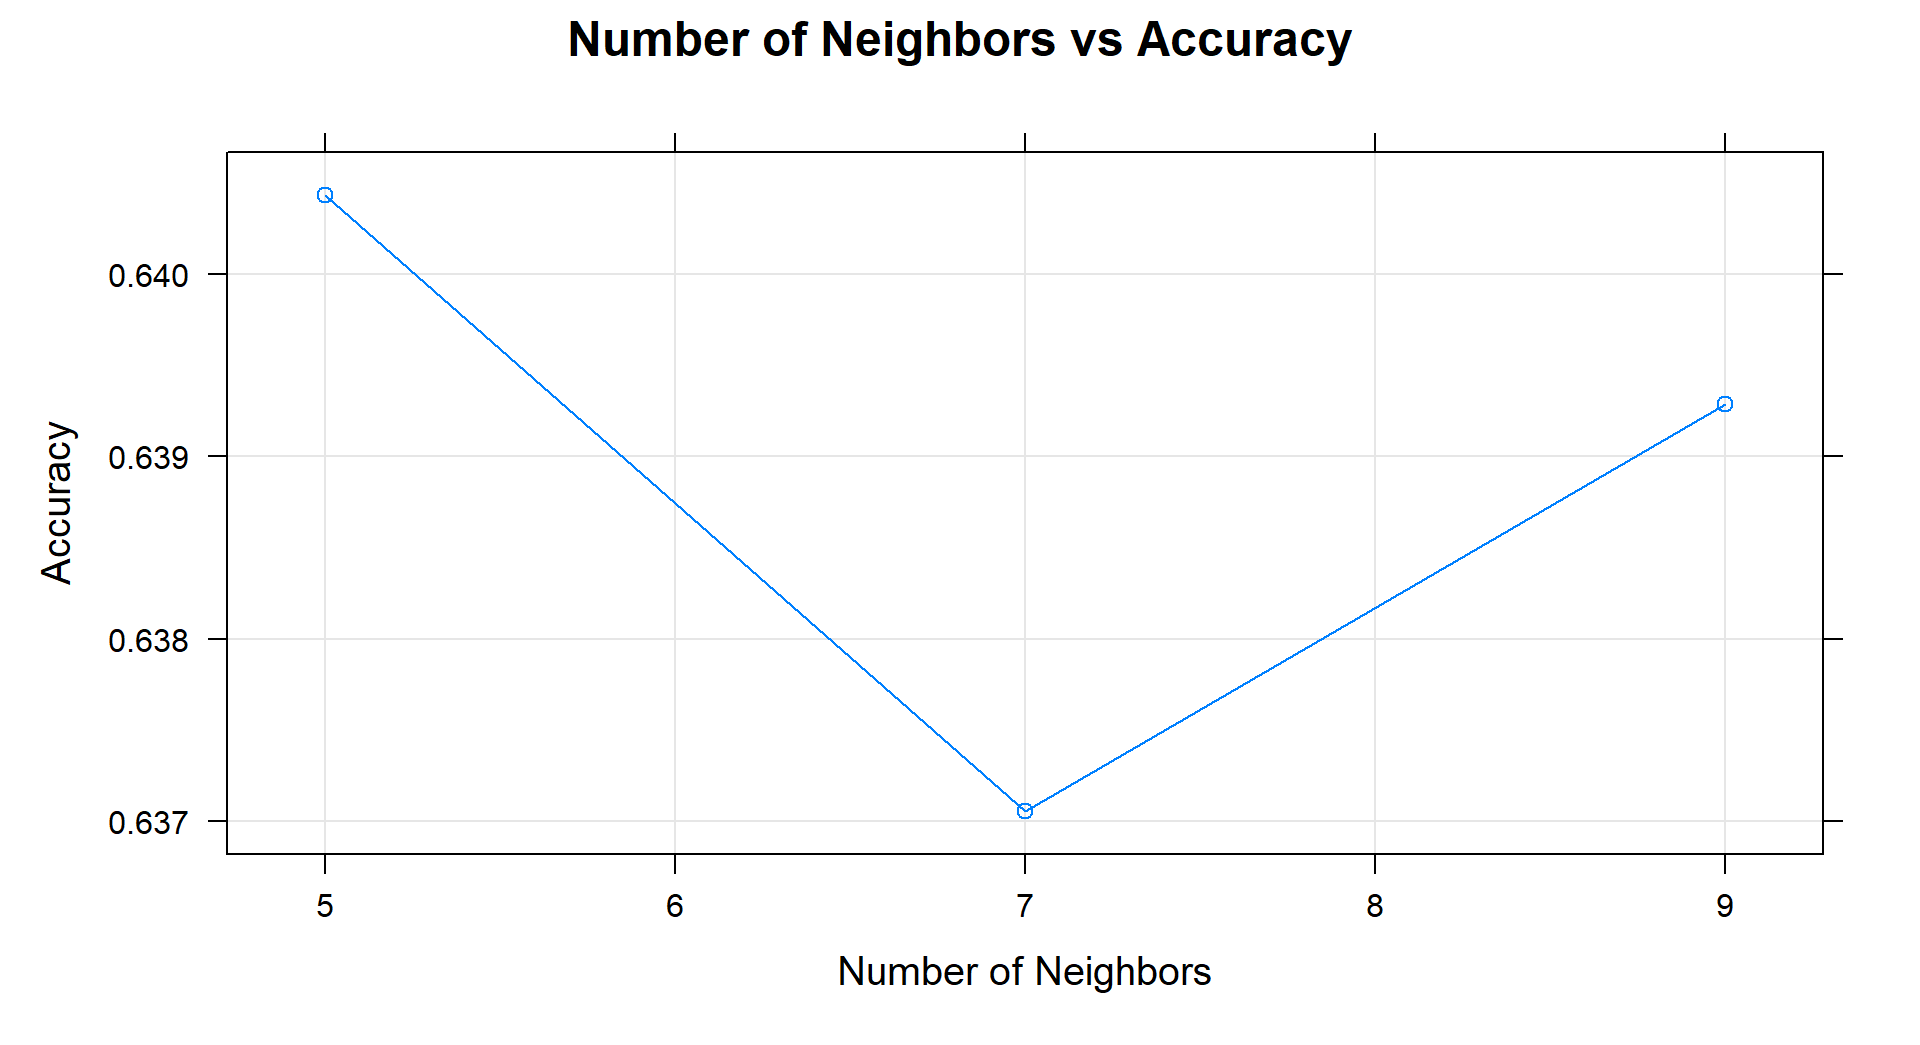 Number of Neighbors vs Accuracy
0.640
0.639
0.638
0.637
Accuracy
5 6 7 8 9
Number of Neighbors